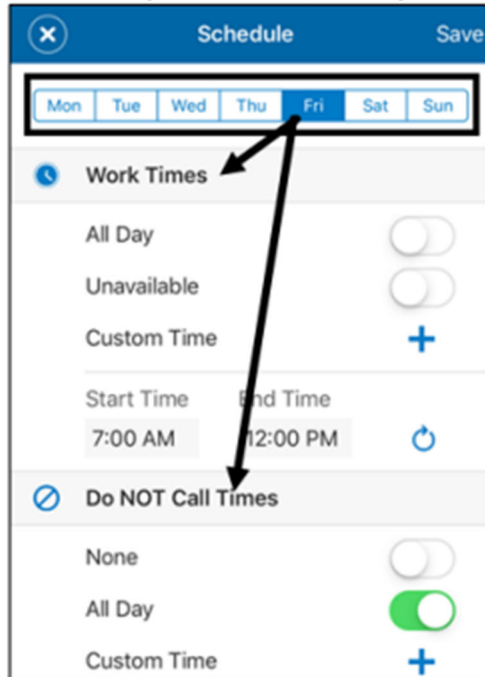 Schedule Save
Mon Tue Wed Thu Fri Sat Sun
Work Times
All Day
Unavailable
Custom Time
Start Time End Time
7:00 AM 12:00 PM
Do NOT Call Times
None
All Day
Custom Time